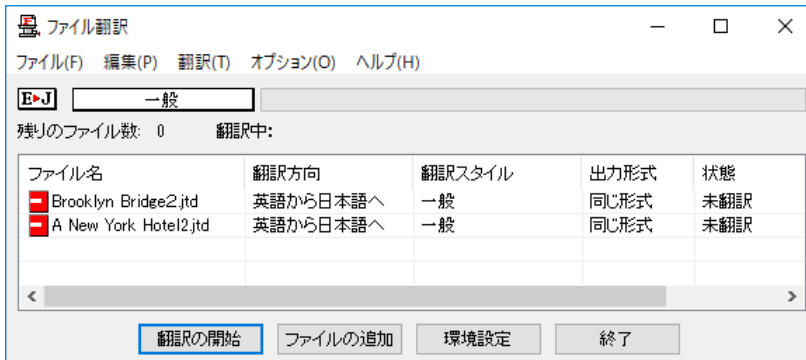 ファイル翻訳
ファイル(F) 編集(P) 翻訳(T) オプション(O) ヘルプ(H)
E▸J 一般
残りのファイル数: 0 翻訳中:
ファイル名 翻訳方向 翻訳スタイル 出力形式 状態
Brooklyn Bridge2.jtd 英語から日本語へ 一般 同じ形式 未翻訳
A New York Hotel2.jtd 英語から日本語へ 一般 同じ形式 未翻訳
翻訳の開始 ファイルの追加 環境設定 終了